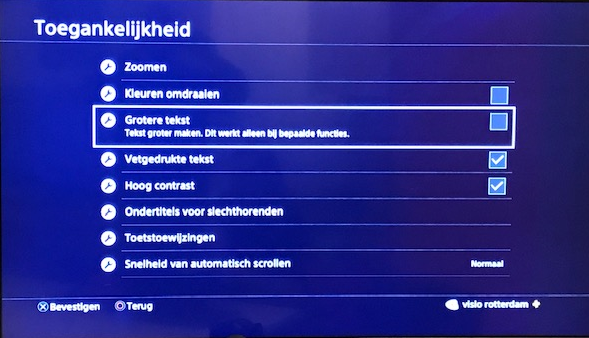 Toegankelijkheid
Zoomen
Kleuren omdraaien
Grotere tekst
Tekst groter maken. Dit werkt alleen bij bepaalde functies.
Vetgedrukte tekst
Hoog contrast
Ondertitels voor slechthorenden
Toetstoewijzingen
Snelheid van automatisch scrollen Normaal
Bevestigen Terug visio rotterdam